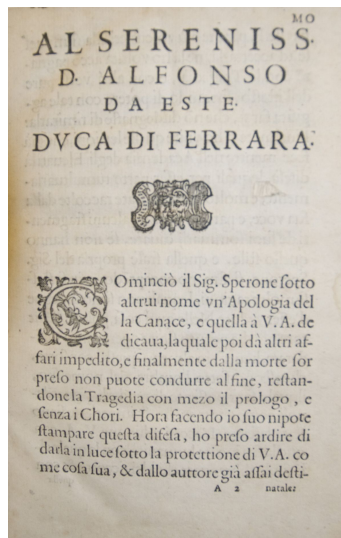 MO
AL SERENISS.
D. ALFONSO
DA ESTE.
DVCA DI FERRARA.
COminciò il Sig. Sperone ſotto
altrui nome vn'Apologia del
la Canace, e quella à V. A. de
dicaua, la quale poi dà altri aſ-
fari impedito, e finalmente dalla morte ſor
preſo non puote condurre al fine, reſtan-
done la Tragedia con mezo il prologo, e
ſenza i Chori. Hora facendo io ſuo nipote
ſtampare queſta difeſa, ho preſo ardire di
darla in luce ſotto la protettione di V. A. co
me coſa ſua, & dallo auttore già aſſai deſti-
A 2 natale: